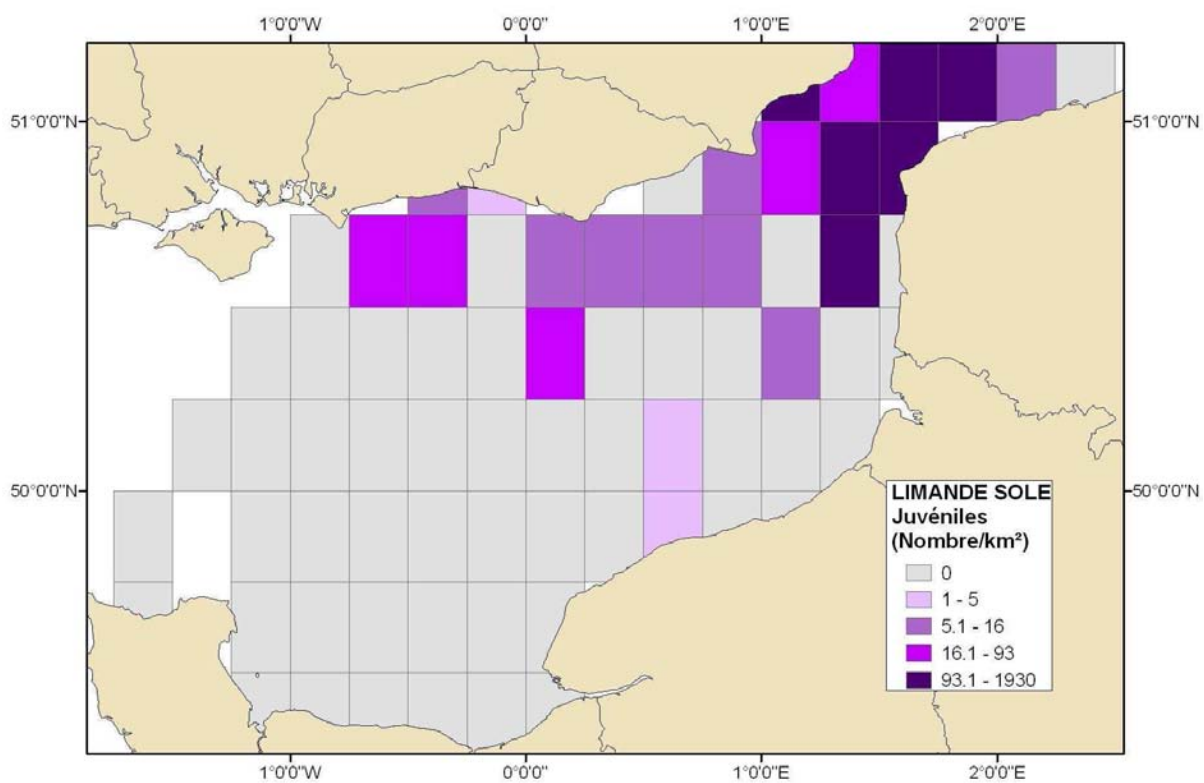 1°0'0"W 0°0'0" 1°0'0"E 2°0'0"E
51°0'0"N 51°0'0"N
50°0'0"N 50°0'0"N
LIMANDE SOLE
Juvéniles
(Nombre/km²)
0
1 - 5
5.1 - 16
16.1 - 93
93.1 - 1930
1°0'0"W 0°0'0" 1°0'0"E 2°0'0"E